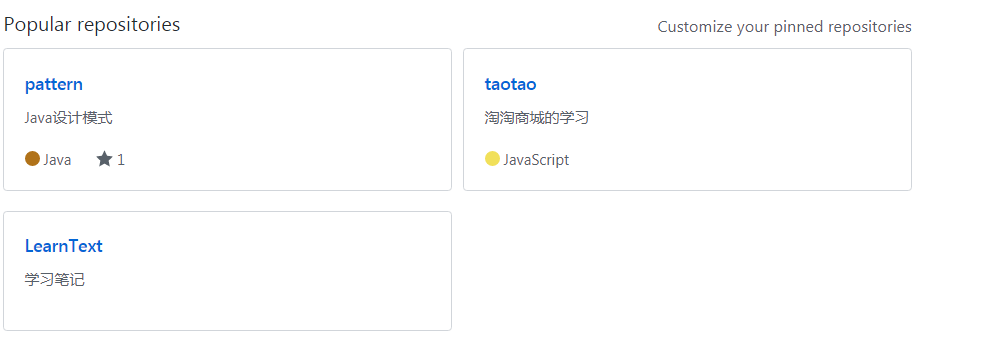 Popular repositories
Customize your pinned repositories
pattern
Java设计模式
Java 1
taotao
淘淘商城的学习
JavaScript
LearnText
学习笔记